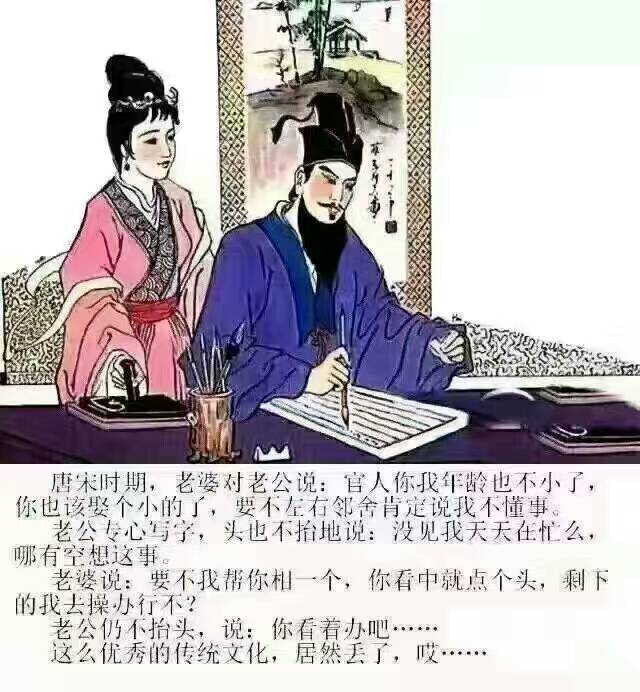 唐宋时期，老婆对老公说：官人你我年龄也不小了，
你也该娶个小的了，要不左右邻舍肯定说我不懂事。
老公专心写字，头也不抬地说：没见我天天在忙么，
哪有空想这事。
老婆说：要不我帮你相一个，你看中就点个头，剩下
的我去操办行不？
老公仍不抬头，说：你看着办吧……
这么优秀的传统文化，居然丢了，哎……